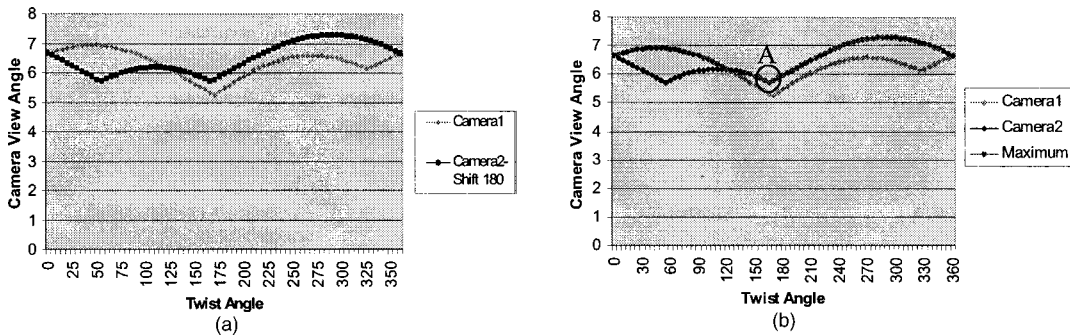 8
7
6
5
4
3
2
1
0
Camera View Angle
0 25 50 75 100 125 150 175 200 225 250 275 300 325 350
Twist Angle
(a)
Camera1
Camera2-
Shift 180
8
7
6
5
4
3
2
1
0
Camera View Angle
A
0 30 60 90 120 150 180 210 240 270 300 330 360
Twist Angle
(b)
Camera1
Camera2
Maximum